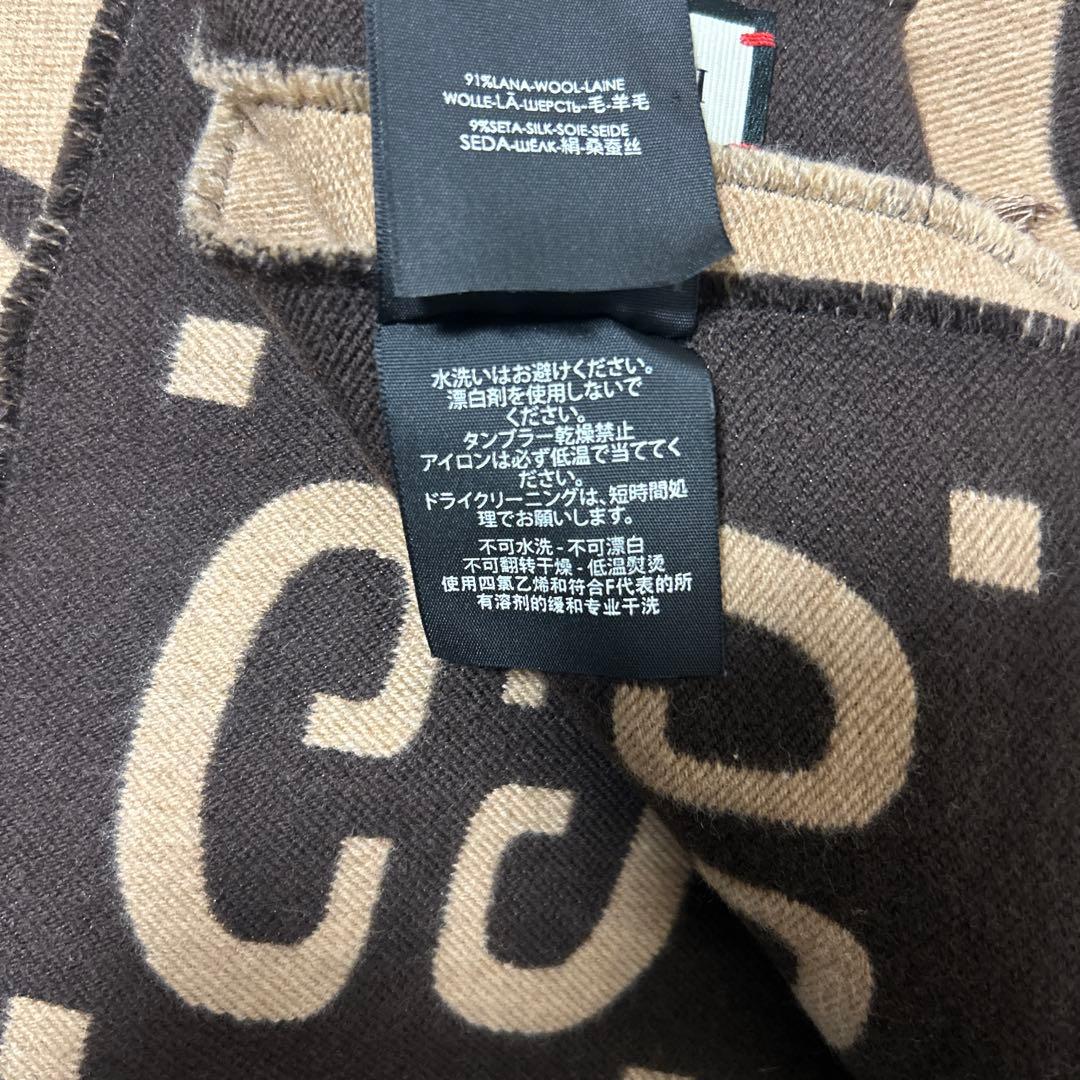 91%LANA-WOOL-LAINE
WOLLE-LÃ-ШЕРСТЬ-毛-羊毛
9%SETA-SILK-SOIE-SEIDE
SEDA-ШЁЛК-絹-桑蚕丝
水洗いはお避けください。
漂白剤を使用しないで
ください。
タンブラー乾燥禁止
アイロンは必ず低温で当ててく
ださい。
ドライクリーニングは、短時間処
理でお願いします。
不可水洗 - 不可漂白
不可翻转干燥 - 低温熨烫
使用四氯乙烯和符合F代表的所
有溶剂的缓和专业干洗